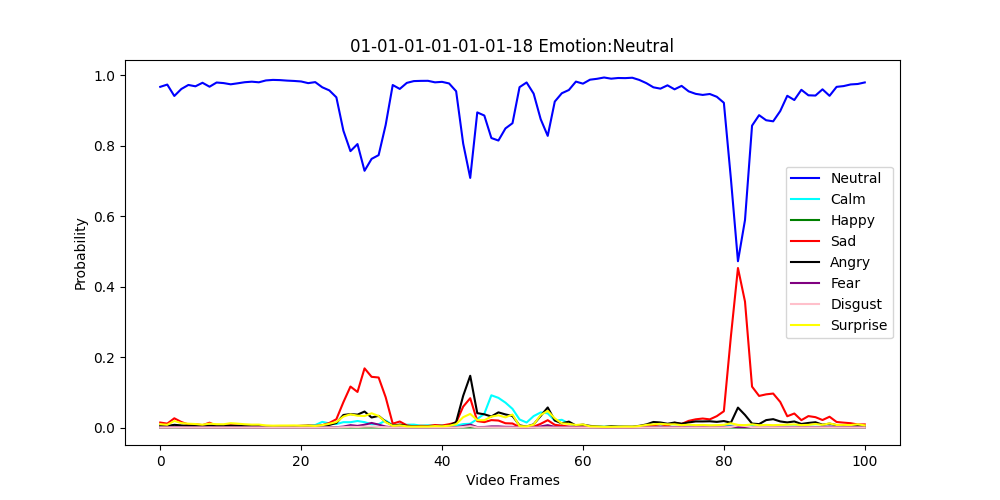 01-01-01-01-01-01-18 Emotion:Neutral
Probability
1.0
0.8
0.6
0.4
0.2
0.0
0 20 40 60 80 100
Video Frames
Neutral
Calm
Happy
Sad
Angry
Fear
Disgust
Surprise